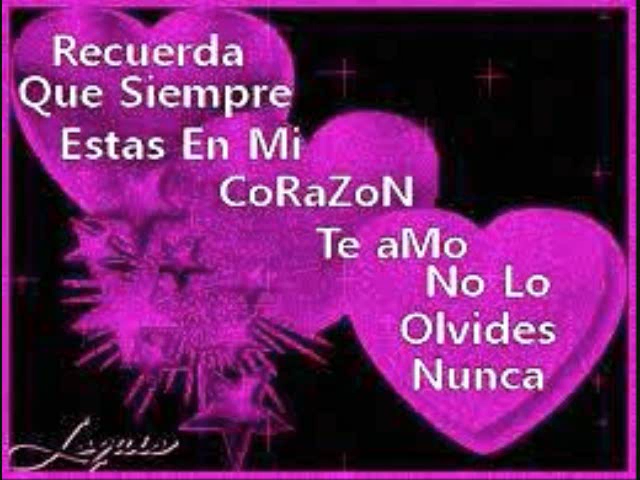 Recuerda
Que Siempre
Estas En Mi
CoRaZoN
Te aMo
No Lo
Olvides
Nunca